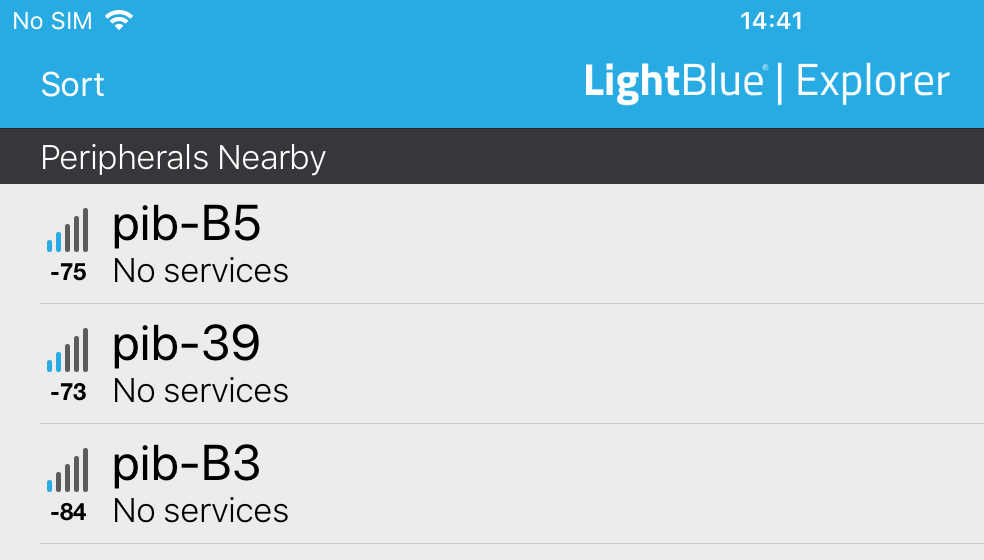 No SIM 14:41
Sort LightBlue® | Explorer
Peripherals Nearby
pib-B5
-75 No services
pib-39
-73 No services
pib-B3
-84 No services